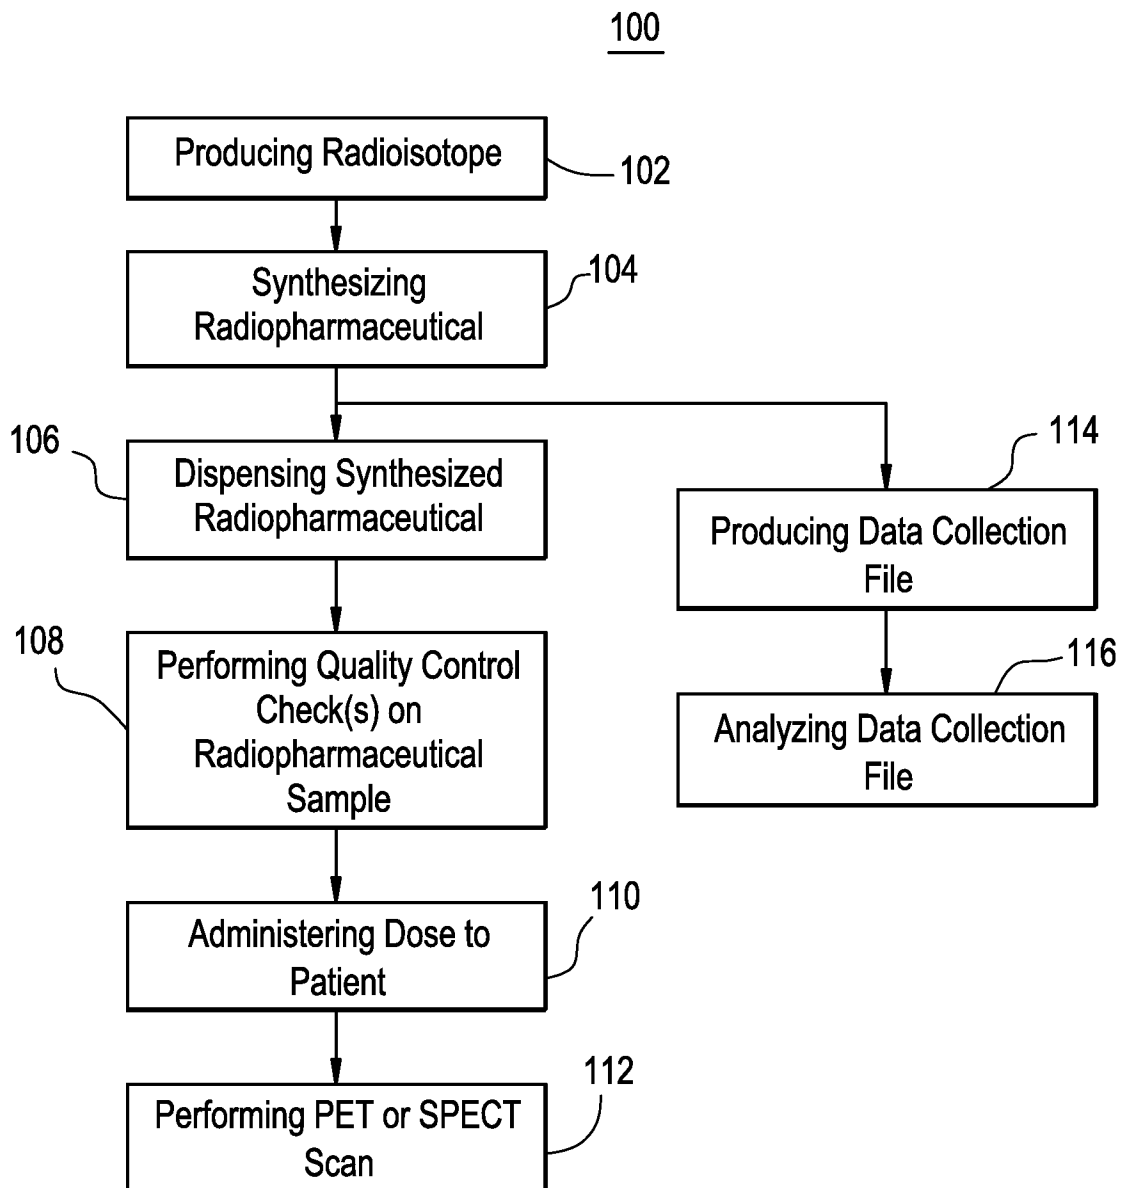 100
Producing Radioisotope
102
Synthesizing
Radiopharmaceutical
104
106
Dispensing Synthesized
Radiopharmaceutical
114
Producing Data Collection
File
108
Performing Quality Control
Check(s) on
Radiopharmaceutical
Sample
116
Analyzing Data Collection
File
110
Administering Dose to
Patient
112
Performing PET or SPECT
Scan